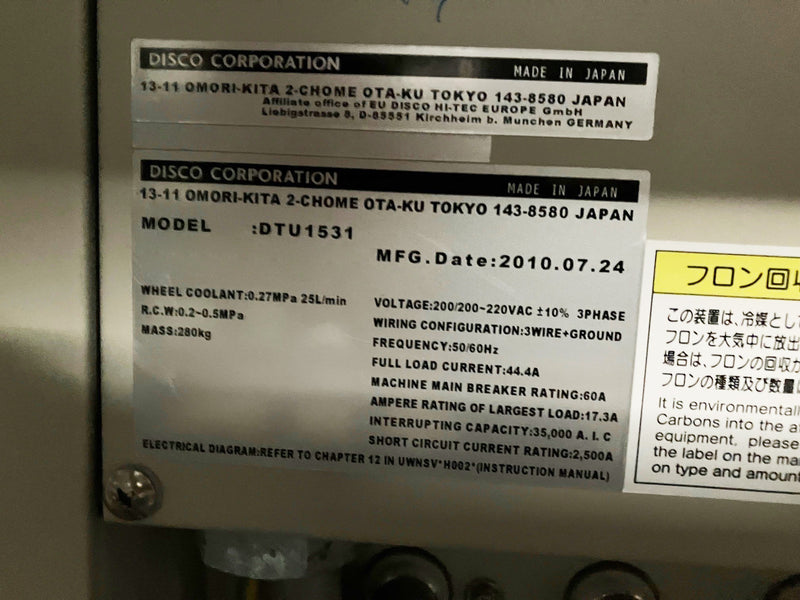 DISCO CORPORATION MADE IN JAPAN
13-11 OMORI-KITA 2-CHOME OTA-KU TOKYO 143-8580 JAPAN
Affiliate office of EU DISCO HI-TEC EUROPE GmbH
Liebigstrasse 8, D-85551 Kirchheim b. Munchen GERMANY
DISCO CORPORATION MADE IN JAPAN
13-11 OMORI-KITA 2-CHOME OTA-KU TOKYO 143-8580 JAPAN
MODEL :DTU1531
MFG.Date:2010.07.24
WHEEL COOLANT:0.27MPa 25L/min
R.C.W:0.2~0.5MPa
MASS:280kg
VOLTAGE:200/200~220VAC ±10% 3PHASE
WIRING CONFIGURATION:3WIRE+GROUND
FREQUENCY:50/60Hz
FULL LOAD CURRENT:44.4A
MACHINE MAIN BREAKER RATING:60A
AMPERE RATING OF LARGEST LOAD:17.3A
INTERRUPTING CAPACITY:35,000 A. I. C
SHORT CIRCUIT CURRENT RATING:2,500A
ELECTRICAL DIAGRAM:REFER TO CHAPTER 12 IN UWNSV*H002*(INSTRUCTION MANUAL)
フロン回収
この装置は、冷媒とし
フロンを大気中に放出
場合は、フロンの回収が
フロンの種類及び数量
It is environmentall
Carbons into the a
equipment, please
the label on the ma
on type and amount